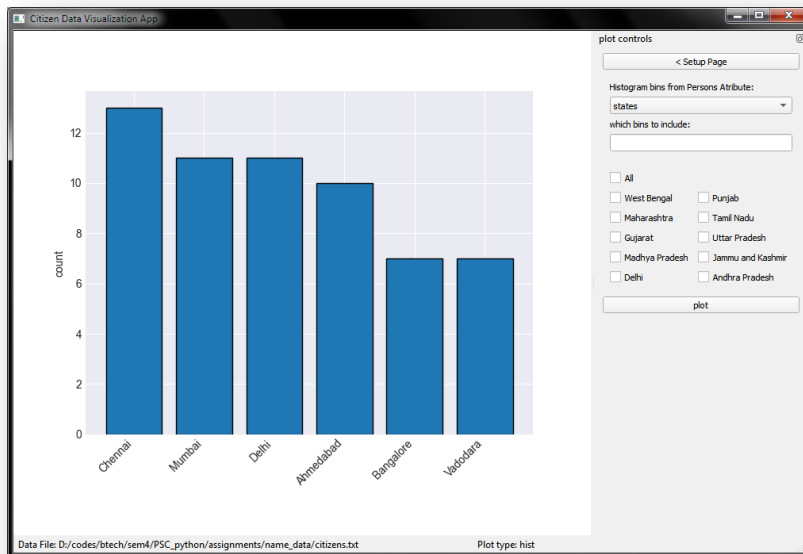 Citizen Data Visualization App
plot controls
< Setup Page
Histogram bins from Persons Atribute:
states
which bins to include:
All
West Bengal Punjab
Maharashtra Tamil Nadu
Gujarat Uttar Pradesh
Madhya Pradesh Jammu and Kashmir
Delhi Andhra Pradesh
plot
count
12
10
8
6
4
2
0
Chennai Mumbai Delhi Ahmedabad Bangalore Vadodara
Data File: D:/codes/btech/sem4/PSC_python/assignments/name_data/citizens.txt Plot type: hist